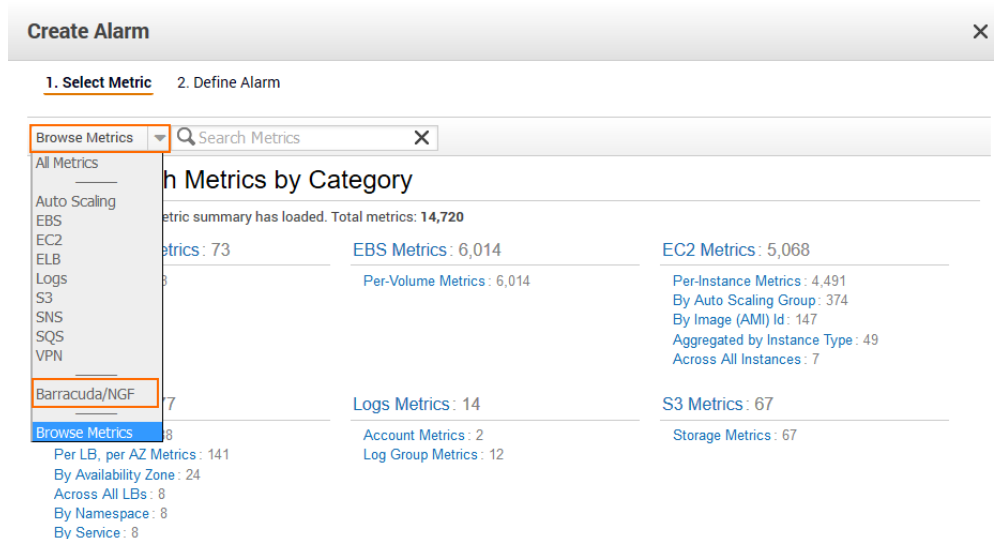 Create Alarm
1. Select Metric 2. Define Alarm
Browse Metrics Search Metrics
All Metrics
Auto Scaling
EBS
EC2
ELB
Logs
S3
SNS
SQS
VPN
Barracuda/NGF
Browse Metrics
h Metrics by Category
etric summary has loaded. Total metrics: 14,720
etrics : 73
EBS Metrics : 6,014
Per-Volume Metrics : 6,014
EC2 Metrics : 5,068
Per-Instance Metrics : 4,491
By Auto Scaling Group : 374
By Image (AMI) Id : 147
Aggregated by Instance Type : 49
Across All Instances : 7
77
38
Per LB, per AZ Metrics : 141
By Availability Zone : 24
Across All LBs : 8
By Namespace : 8
By Service : 8
Logs Metrics : 14
Account Metrics : 2
Log Group Metrics : 12
S3 Metrics : 67
Storage Metrics : 67